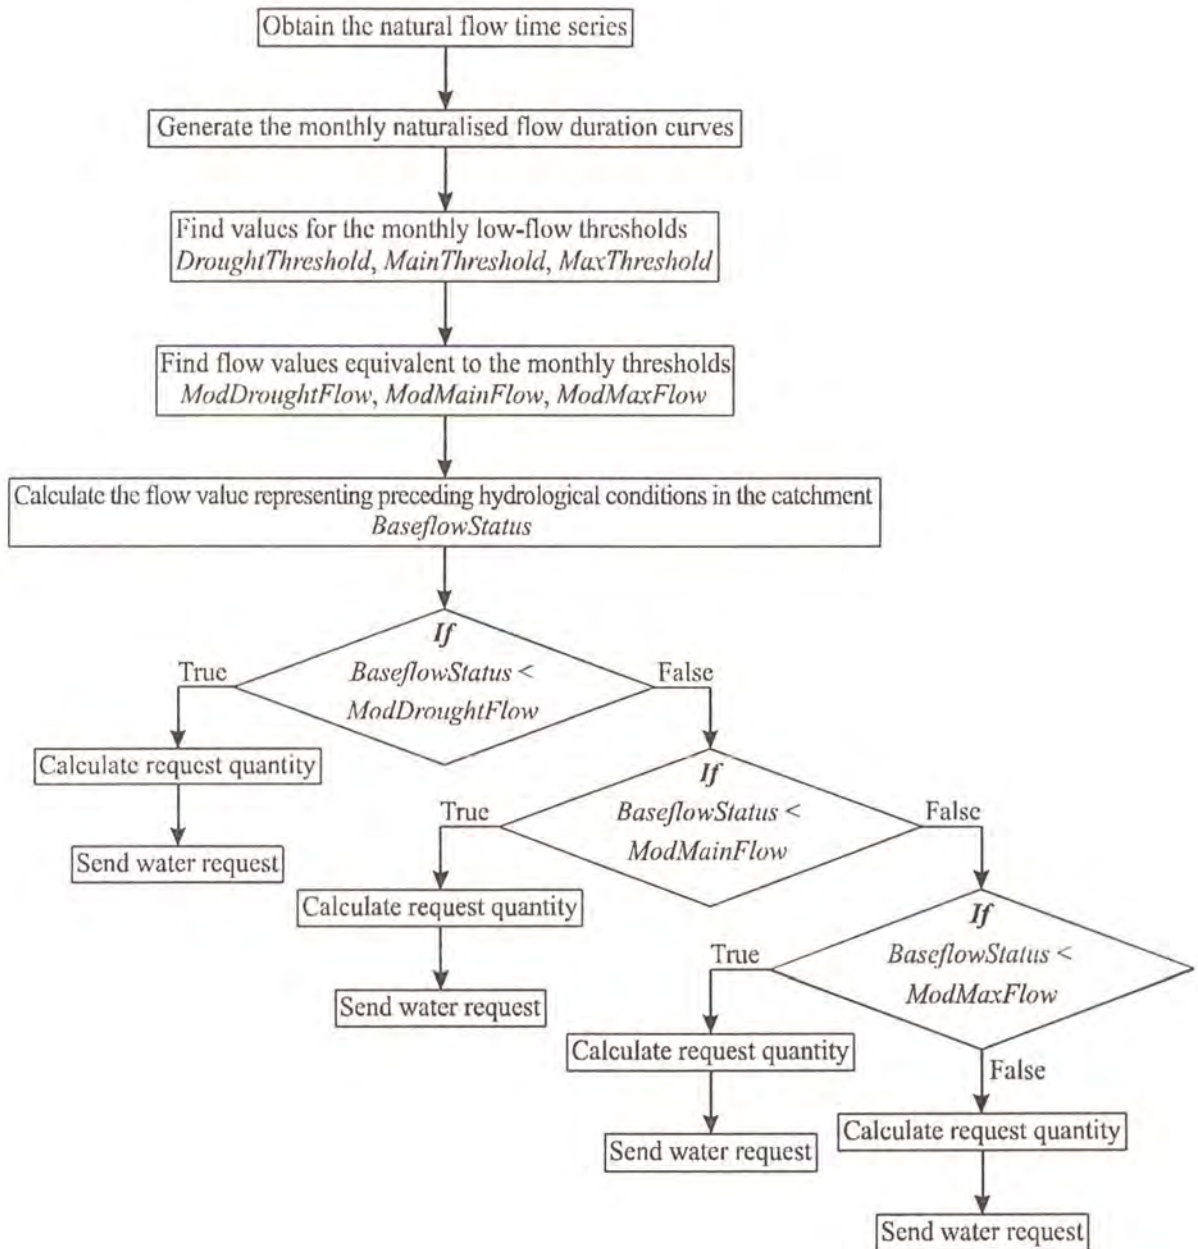 Obtain the natural flow time series
Generate the monthly naturalised flow duration curves
Find values for the monthly low-flow thresholds
DroughtThreshold, MainThreshold, MaxThreshold
Find flow values equivalent to the monthly thresholds
ModDroughtFlow, ModMainFlow, ModMaxFlow
Calculate the flow value representing preceding hydrological conditions in the catchment
BaseflowStatus
If
BaseflowStatus <
ModDroughtFlow
True
False
Calculate request quantity
Send water request
If
BaseflowStatus <
ModMainFlow
True
False
Calculate request quantity
Send water request
If
BaseflowStatus <
ModMaxFlow
True
False
Calculate request quantity
Send water request
Calculate request quantity
Send water request